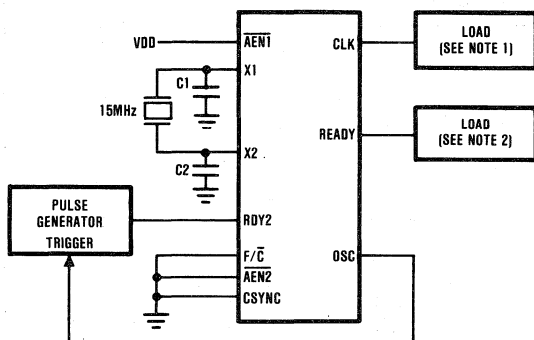 VDD
AEN1
CLK
LOAD
(SEE NOTE 1)
X1
C1
15MHz
READY
LOAD
(SEE NOTE 2)
X2
C2
PULSE
GENERATOR
TRIGGER
RDY2
F/C
OSC
AEN2
CSYNC